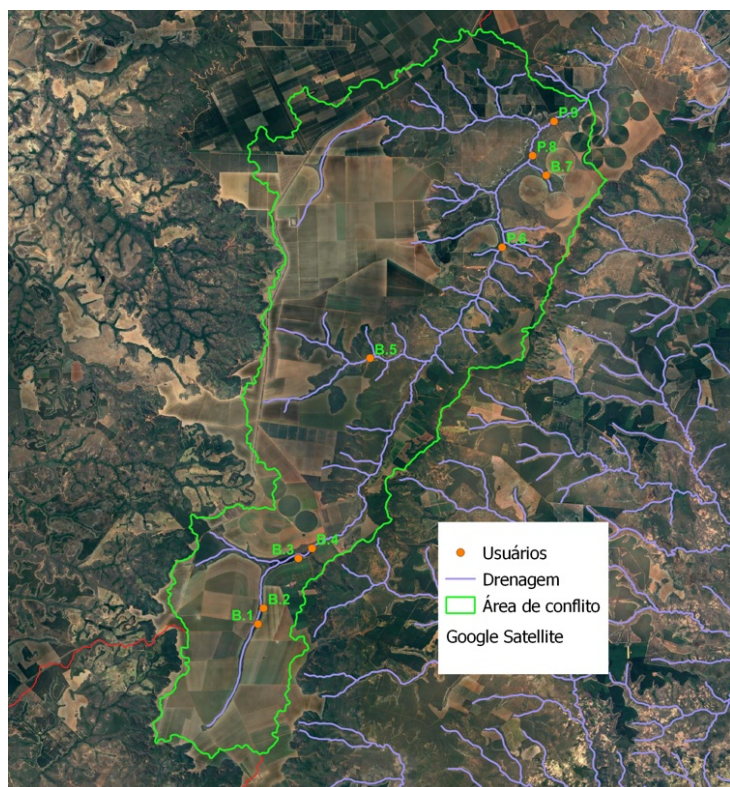 P.9
P.8
B.7
P.6
B.5
B.4
B.3
B.2
B.1
Usuários
Drenagem
Área de conflito
Google Satellite